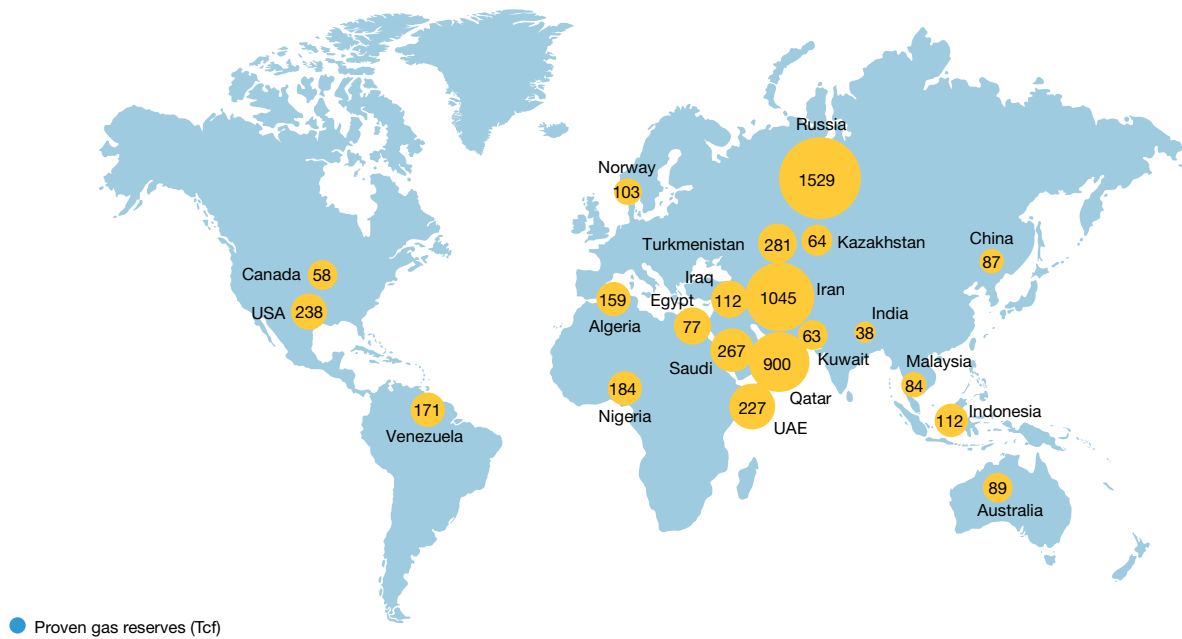 Russia
1529
Norway
103
Turkmenistan
281
64
Kazakhstan
China
87
Canada
58
USA
238
Iraq
112
1045
Iran
159
Algeria
Egypt
77
63
Kuwait
India
38
Saudi
267
900
Qatar
Malaysia
84
184
Nigeria
227
UAE
171
Venezuela
112
Indonesia
89
Australia
Proven gas reserves (Tcf)